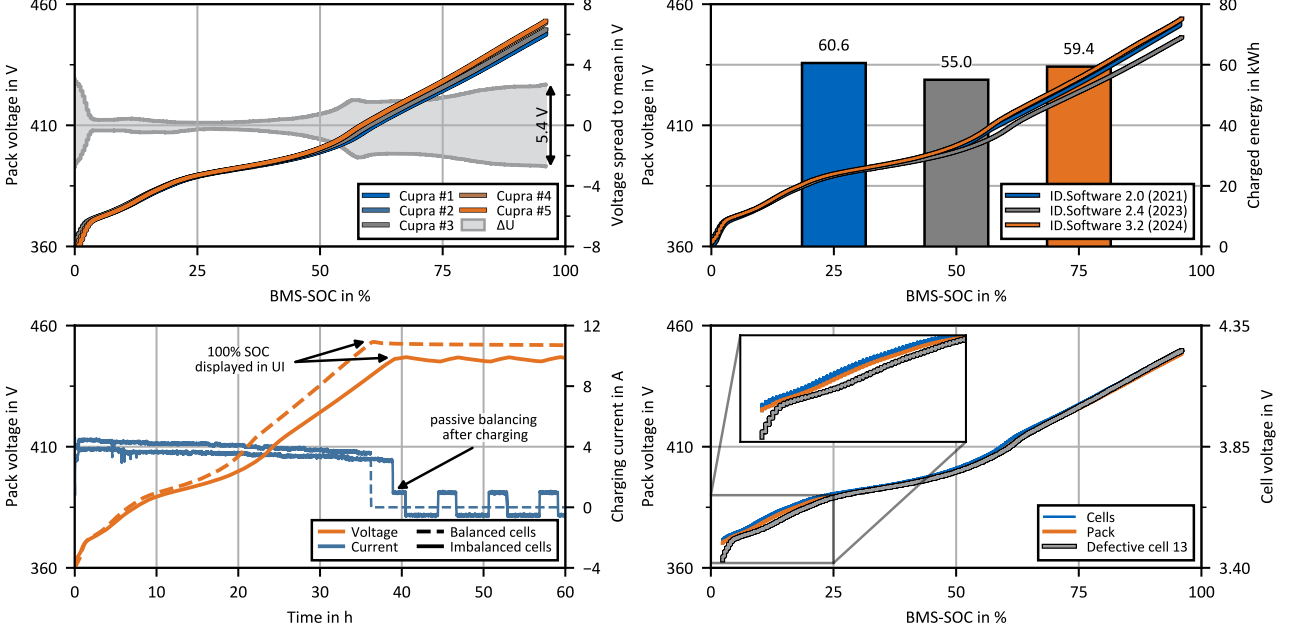 460
410
360
Pack voltage in V
8
4
0
−4
−8
Voltage spread to mean in V
5.4 V
Cupra #1
Cupra #2
Cupra #3
Cupra #4
Cupra #5
ΔU
0
25
50
75
100
BMS-SOC in %
460
410
360
Pack voltage in V
80
60
40
20
0
Charged energy in kWh
60.6
55.0
59.4
ID.Software 2.0 (2021)
ID.Software 2.4 (2023)
ID.Software 3.2 (2024)
0
25
50
75
100
BMS-SOC in %
460
410
360
Pack voltage in V
12
8
4
0
−4
Charging current in A
100% SOC
displayed in UI
passive balancing
after charging
Voltage
Current
Balanced cells
Imbalanced cells
0
10
20
30
40
50
60
Time in h
460
410
360
Pack voltage in V
4.35
3.85
3.40
Cell voltage in V
Cells
Pack
Defective cell 13
0
25
50
75
100
BMS-SOC in %